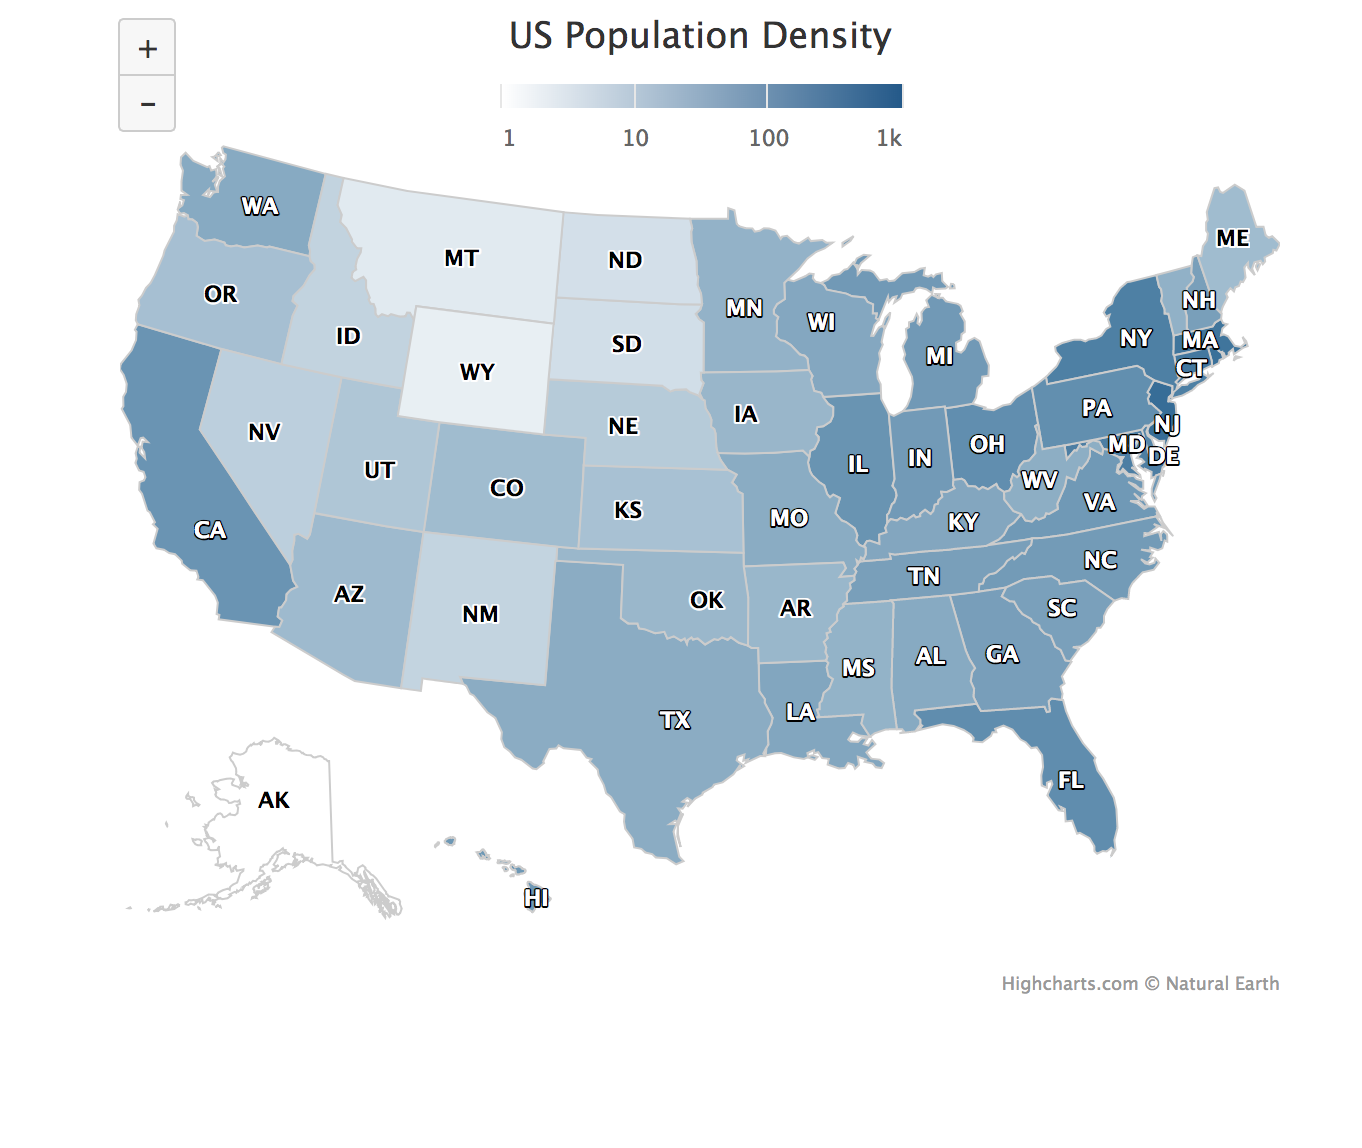 +
US Population Density
−
1 10 100 1k
WA
MT
ND
ME
OR
MN
NH
WI
ID
SD
NY
MA
MI
WY
CT
PA
IA
NV
NE
NJ
OH
MD
DE
IL
IN
UT
CO
WV
KS
VA
MO
KY
CA
NC
TN
AZ
OK
AR
SC
NM
GA
AL
MS
LA
TX
FL
AK
HI
Highcharts.com © Natural Earth